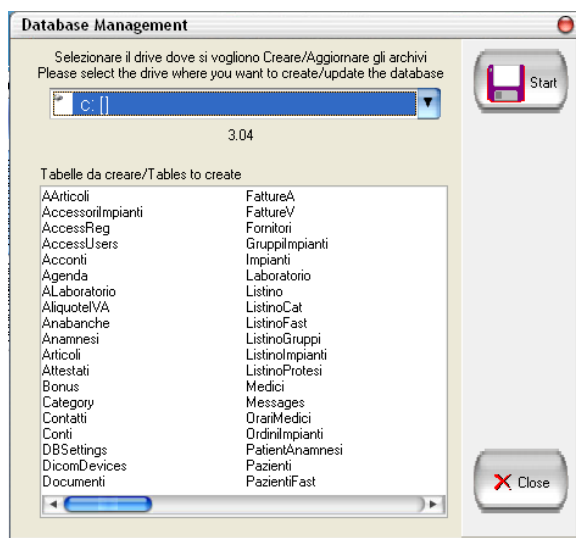 Database Management
Selezionare il drive dove si vogliono Creare/Aggiornare gli archivi
Please select the drive where you want to create/update the database
c: []
3.04
Start
Tabelle da creare/Tables to create
AArticoli
AccessoriImpianti
AccessReg
AccessUsers
Acconti
Agenda
ALaboratorio
AliquoteIVA
Anabanche
Anamnesi
Articoli
Attestati
Bonus
Category
Contatti
Conti
DBSettings
DicomDevices
Documenti
FattureA
FattureV
Fornitori
GruppiImpianti
Impianti
Laboratorio
Listino
ListinoCat
ListinoFast
ListinoGruppi
ListinoImpianti
ListinoProtesi
Medici
Messages
OrariMedici
OrdiniImpianti
PatientAnamnesi
Pazienti
PazientiFast
Close